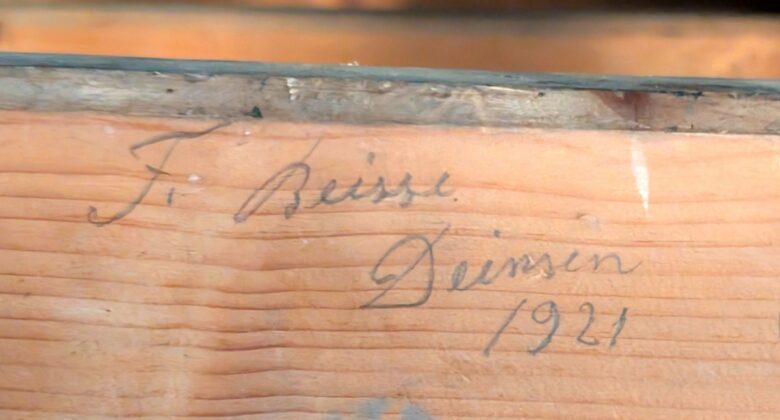 F. Beisse
Deinsen
1921